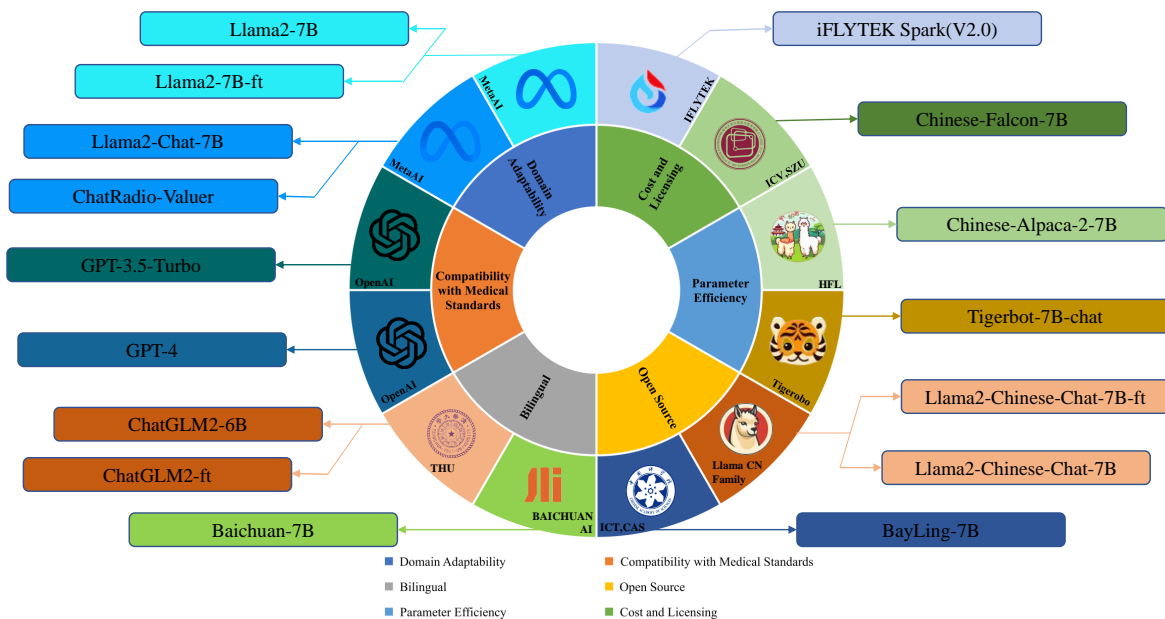 Llama2-7B
iFLYTEK Spark(V2.0)
Llama2-7B-ft
MetaAI
IFLYTEK
Chinese-Falcon-7B
Llama2-Chat-7B
MetaAI
Domain
Adaptability
Cost and
Licensing
ICV,SZU
ChatRadio-Valuer
Chinese-Alpaca-2-7B
GPT-3.5-Turbo
OpenAI
Compatibility
with Medical
Standards
Parameter
Efficiency
HFL
Tigerbot-7B-chat
GPT-4
OpenAI
Bilingual
Open Source
Tigerobo
Llama2-Chinese-Chat-7B-ft
ChatGLM2-6B
THU
Llama CN
Family
ChatGLM2-ft
Llama2-Chinese-Chat-7B
BAICHUAN
AI
ICT,CAS
Baichuan-7B
BayLing-7B
Domain Adaptability
Compatibility with Medical Standards
Bilingual
Open Source
Parameter Efficiency
Cost and Licensing